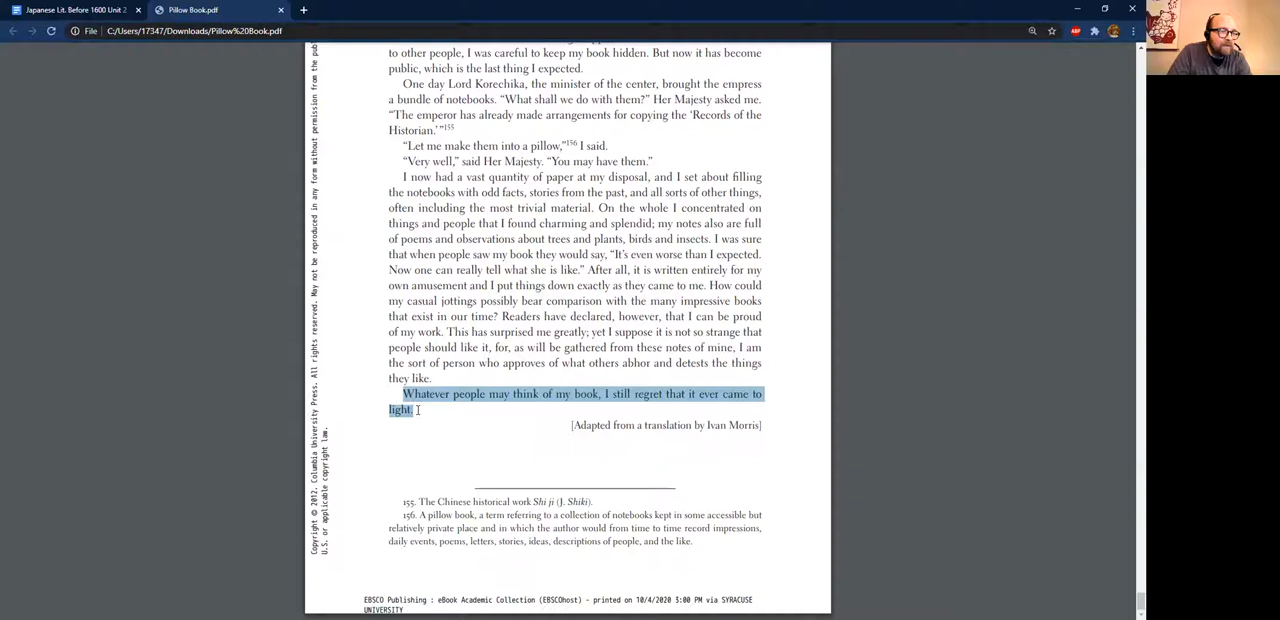 Japanese Lit. Before 1600 Unit 2
Pillow Book.pdf
File
C:/Users/17347/Downloads/Pillow%20Book.pdf
ABP
to other people, I was careful to keep my book hidden. But now it has become
public, which is the last thing I expected.
One day Lord Korechika, the minister of the center, brought the empress
a bundle of notebooks. “What shall we do with them?” Her Majesty asked me.
“The emperor has already made arrangements for copying the ‘Records of the
Historian.’”155
“Let me make them into a pillow,”156 I said.
“Very well,” said Her Majesty. “You may have them.”
I now had a vast quantity of paper at my disposal, and I set about filling
the notebooks with odd facts, stories from the past, and all sorts of other things,
often including the most trivial material. On the whole I concentrated on
things and people that I found charming and splendid; my notes also are full
of poems and observations about trees and plants, birds and insects. I was sure
that when people saw my book they would say, “It’s even worse than I expected.
Now one can really tell what she is like.” After all, it is written entirely for my
own amusement and I put things down exactly as they came to me. How could
my casual jottings possibly bear comparison with the many impressive books
that exist in our time? Readers have declared, however, that I can be proud
of my work. This has surprised me greatly; yet I suppose it is not so strange that
people should like it, for, as will be gathered from these notes of mine, I am
the sort of person who approves of what others abhor and detests the things
they like.
Whatever people may think of my book, I still regret that it ever came to
light.
[Adapted from a translation by Ivan Morris]
155. The Chinese historical work Shi ji (J. Shiki).
156. A pillow book, a term referring to a collection of notebooks kept in some accessible but
relatively private place and in which the author would from time to time record impressions,
daily events, poems, letters, stories, ideas, descriptions of people, and the like.
Copyright © 2012. Columbia University Press. All rights reserved. May not be reproduced in any form without permission from the pu
U.S. or applicable copyright law.
EBSCO Publishing : eBook Academic Collection (EBSCOhost) - printed on 10/4/2020 3:00 PM via SYRACUSE
UNIVERSITY